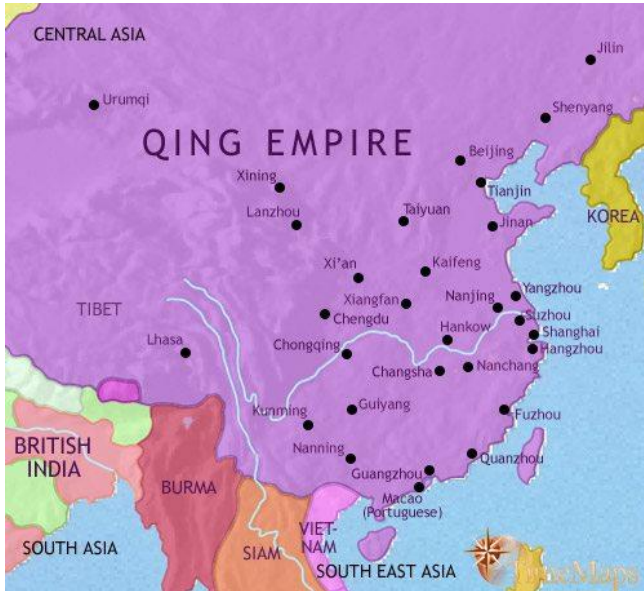 CENTRAL ASIA
Jilin
Urumqi
Shenyang
QING EMPIRE
Beijing
Xining
Tianjin
Lanzhou
Taiyuan
Jinan
KOREA
Xi'an
Kaifeng
Yangzhou
TIBET
Xiangfan
Nanjing
Chengdu
Suzhou
Lhasa
Hankow
Shanghai
Chongqing
Hangzhou
Changsha
Nanchang
Kunming
Guiyang
Fuzhou
BRITISH
INDIA
Nanning
Quanzhou
Guangzhou
BURMA
Macao
(Portuguese)
VIET-
NAM
SOUTH ASIA
SIAM
SOUTH EAST ASIA
TimeMaps